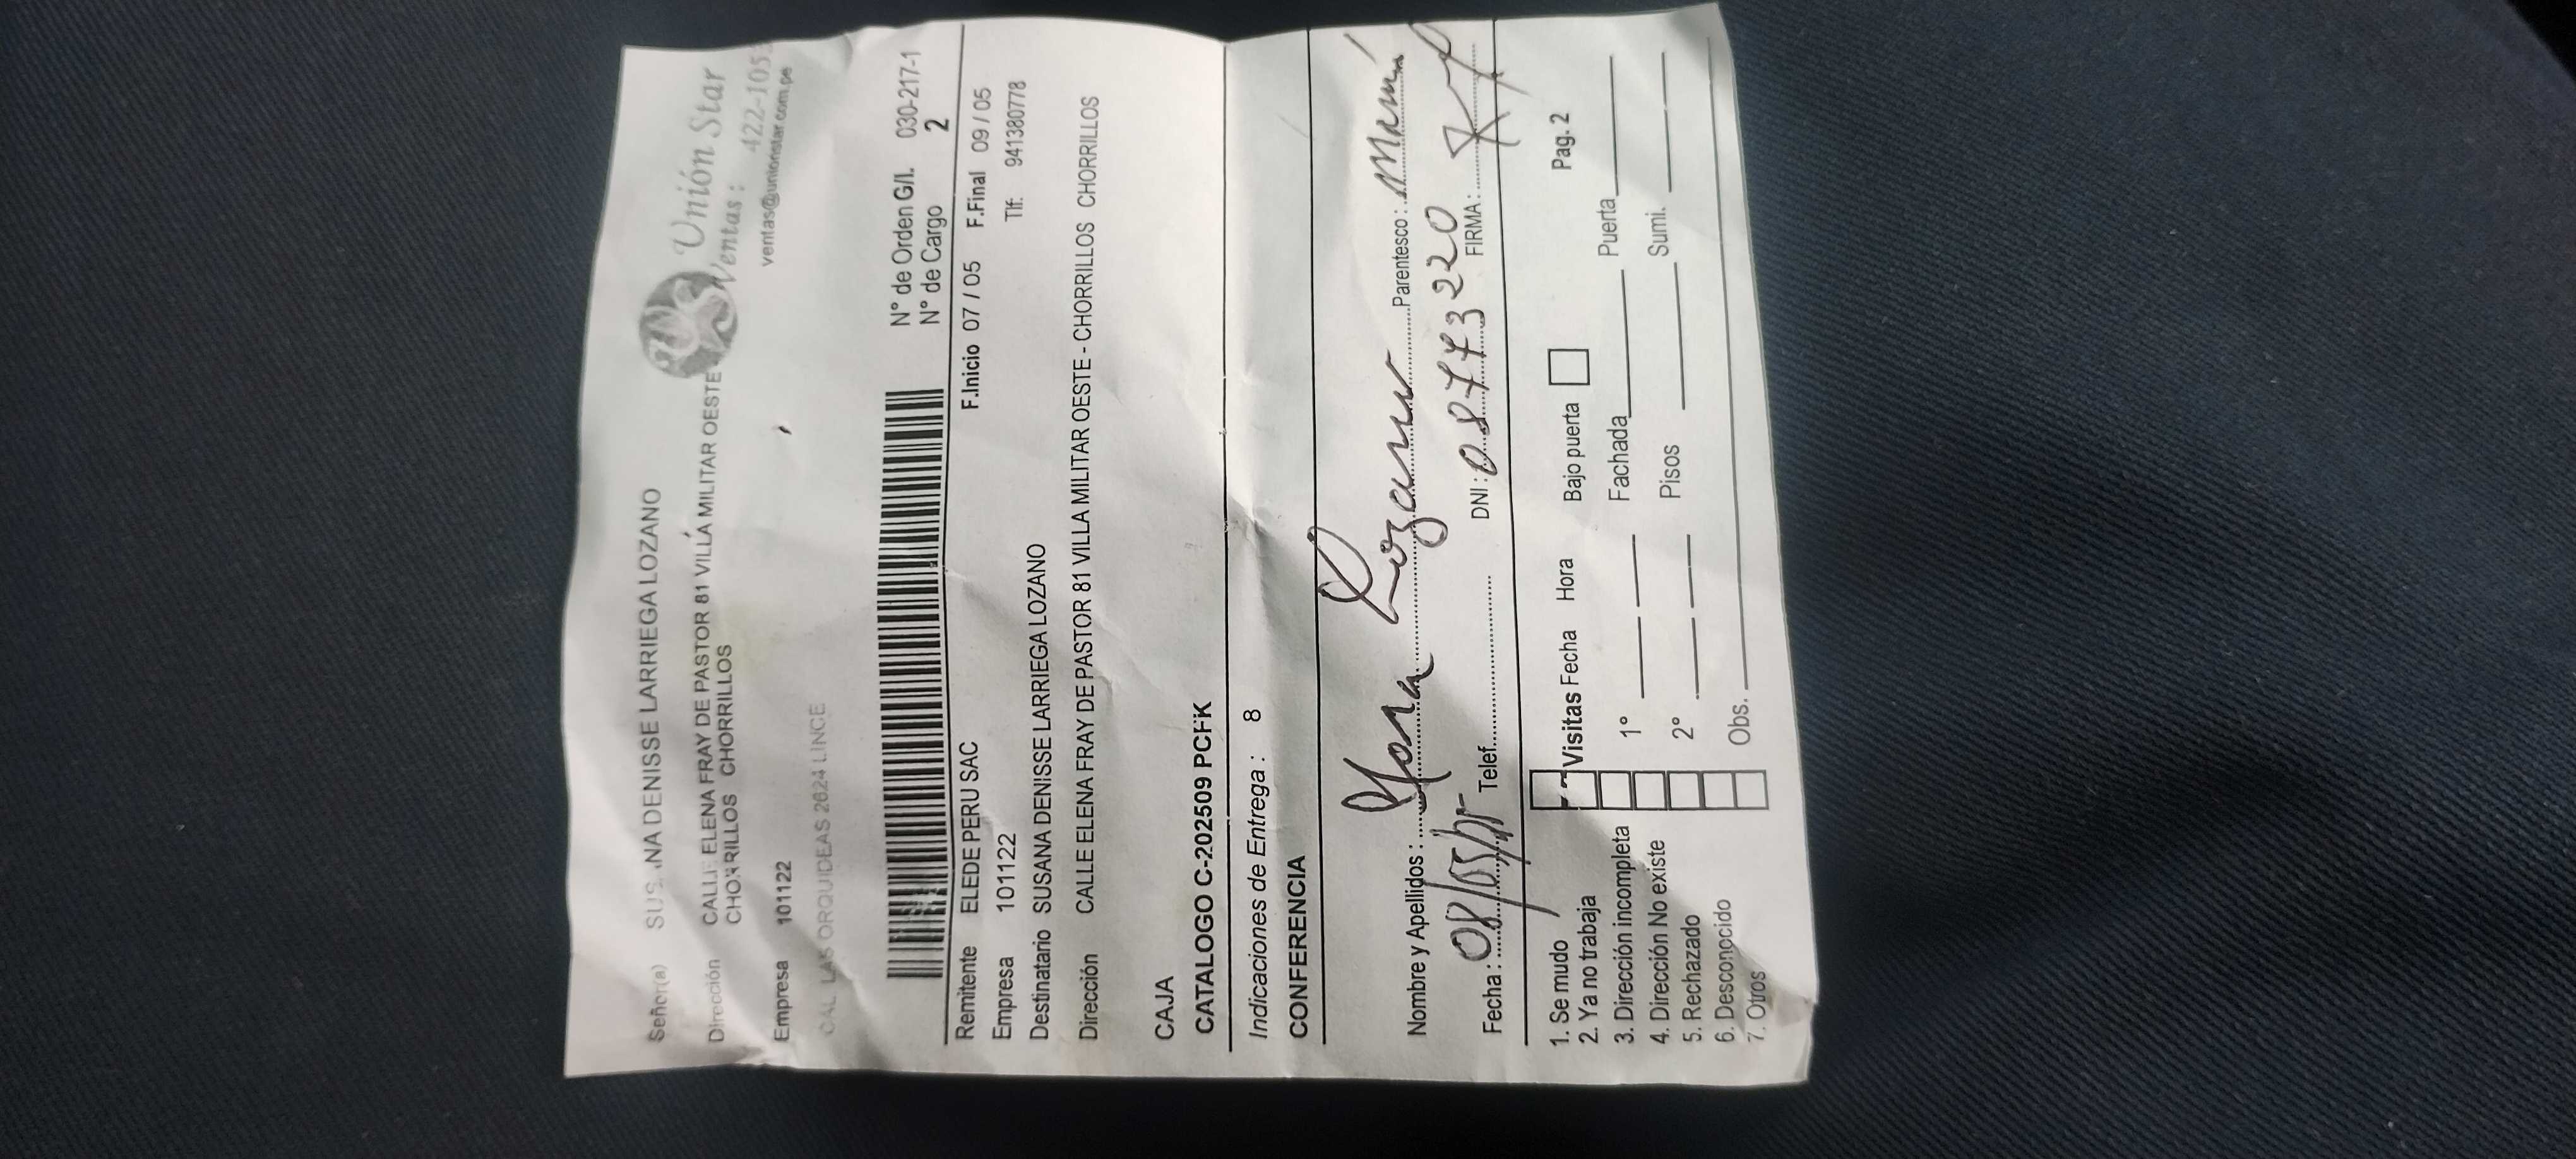 Unión Star
Ventas: 422-105
ventas@unionstar.com.pe
Señor(a) SUSANA DENISSE LARRIEGA LOZANO
Dirección CALLE ELENA FRAY DE PASTOR 81 VILLA MILITAR OESTE
CHORRILLOS CHORRILLOS
Empresa 101122
CAL. LAS ORQUIDEAS 2624 LINCE
N° de Orden G/I. 030-217-1
N° de Cargo 2
Remitente ELEDE PERU SAC F.Inicio 07 / 05 F.Final 09 / 05
Empresa 101122 Tlf: 941380778
Destinatario SUSANA DENISSE LARRIEGA LOZANO
Dirección CALLE ELENA FRAY DE PASTOR 81 VILLA MILITAR OESTE - CHORRILLOS CHORRILLOS
CAJA
CATALOGO C-202509 PCFK
Indicaciones de Entrega : 8
CONFERENCIA
Nombre y Apellidos : Lozano Parentesco : Mamá
Fecha : 08/05/ Telef. DNI : 08773220 FIRMA :
1. Se mudo Visitas Fecha Hora Bajo puerta Pag. 2
2. Ya no trabaja
3. Dirección incompleta 1° Fachada Puerta
4. Dirección No existe 2° Pisos Sumi.
5. Rechazado
6. Desconocido Obs.
7. Otros